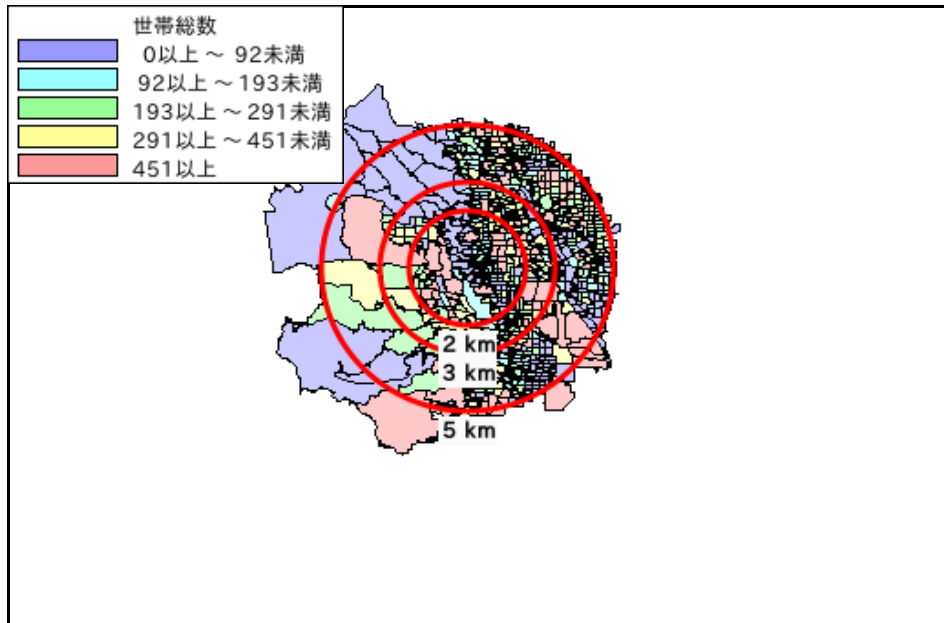 世帯総数
0以上 ～ 92未満
92以上 ～ 193未満
193以上 ～ 291未満
291以上 ～ 451未満
451以上
2 km
3 km
5 km